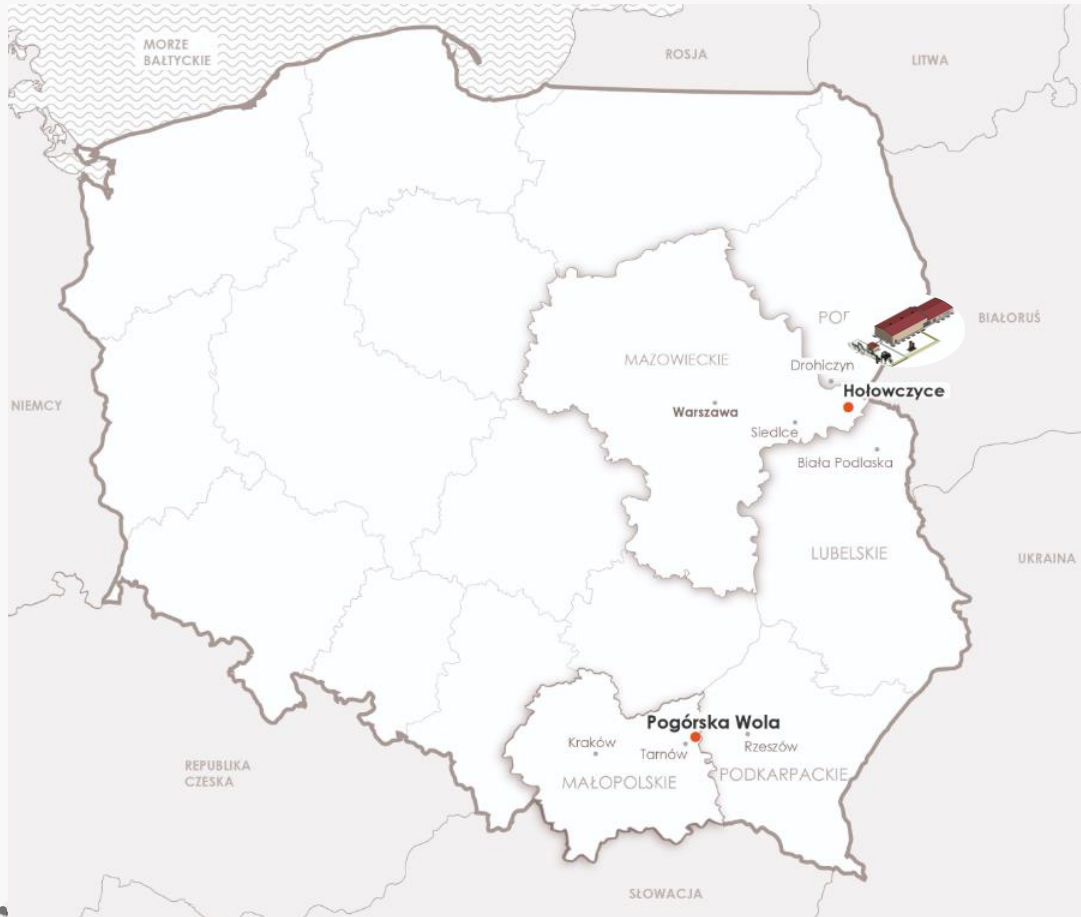 MORZE
BAŁTYCKIE
ROSJA
LITWA
BIAŁORUŚ
MAZOWIECKIE
Drohiczyn
Hołowczyce
NIEMCY
Warszawa
Siedlce
Biała Podlaska
LUBELSKIE
UKRAINA
Pogórska Wola
Kraków
Tarnów
Rzeszów
MAŁOPOLSKIE
PODKARPACKIE
REPUBLIKA
CZESKA
SŁOWACJA